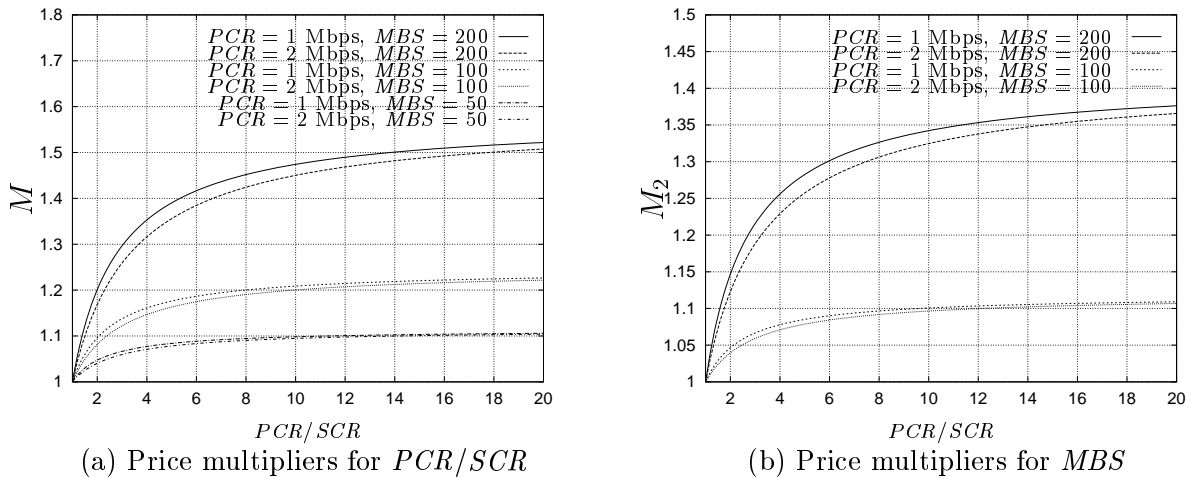 1.8
1.7
1.6
1.5
1.4
1.3
1.2
1.1
1
M
PCR = 1 Mbps, MBS = 200
PCR = 2 Mbps, MBS = 200
PCR = 1 Mbps, MBS = 100
PCR = 2 Mbps, MBS = 100
PCR = 1 Mbps, MBS = 50
PCR = 2 Mbps, MBS = 50
2 4 6 8 10 12 14 16 18 20
PCR/SCR
(a) Price multipliers for PCR/SCR
1.5
1.45
1.4
1.35
1.3
1.25
1.2
1.15
1.1
1.05
1
M₂
PCR = 1 Mbps, MBS = 200
PCR = 2 Mbps, MBS = 200
PCR = 1 Mbps, MBS = 100
PCR = 2 Mbps, MBS = 100
2 4 6 8 10 12 14 16 18 20
PCR/SCR
(b) Price multipliers for MBS